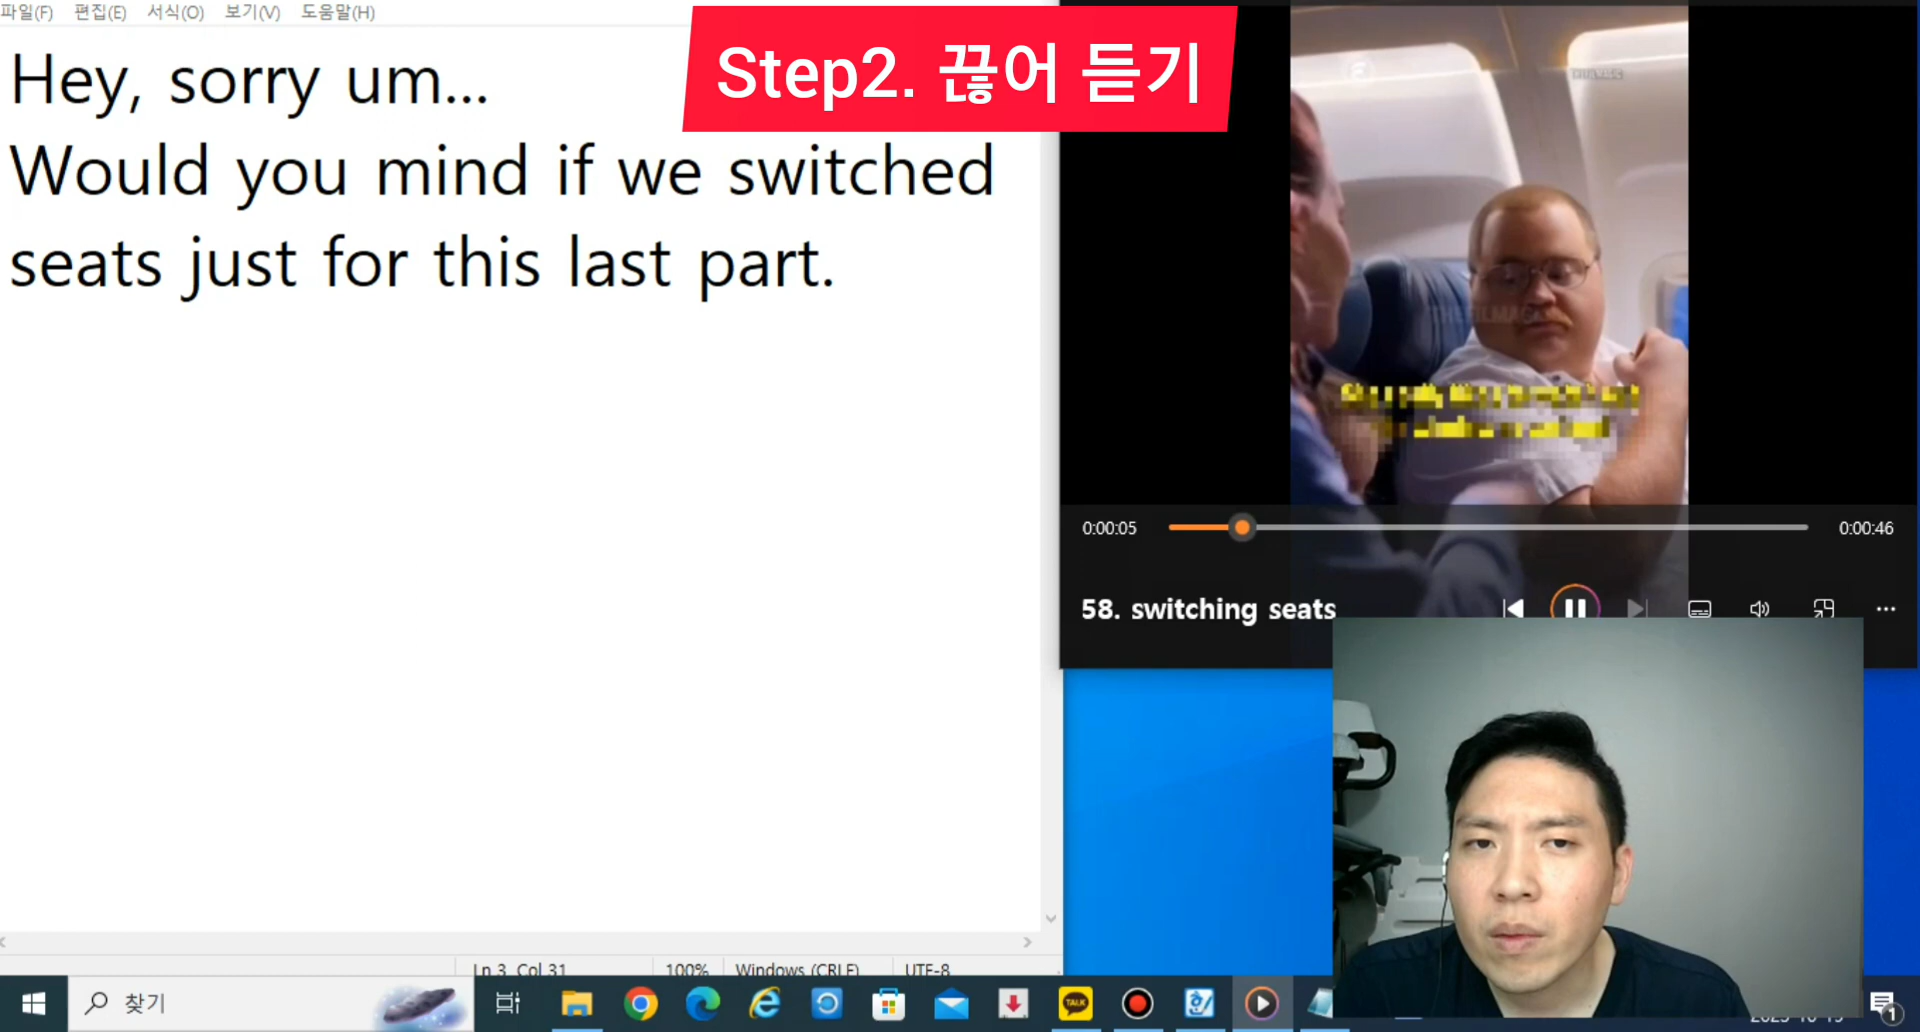 파일(F) 편집(E) 서식(O) 보기(V) 도움말(H)
Step2. 끊어 듣기
Hey, sorry um...
Would you mind if we switched
seats just for this last part.
0:00:05
0:00:46
58. switching seats
Ln 3, Col 31
100%
Windows (CRLF)
UTF-8
찾기
TALK
1